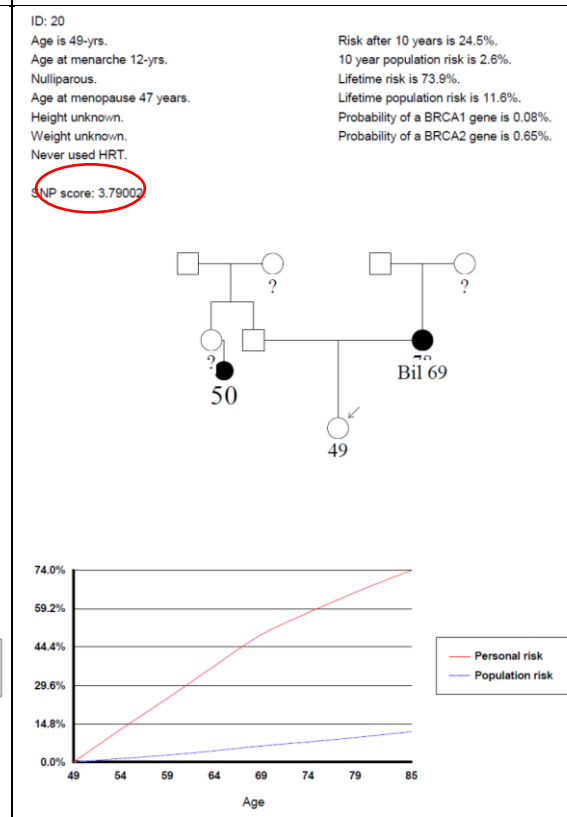 ID: 20
Age is 49-yrs.
Age at menarche 12-yrs.
Nulliparous.
Age at menopause 47 years.
Height unknown.
Weight unknown.
Never used HRT.
SNP score: 3.79002.
Risk after 10 years is 24.5%.
10 year population risk is 2.6%.
Lifetime risk is 73.9%.
Lifetime population risk is 11.6%.
Probability of a BRCA1 gene is 0.08%.
Probability of a BRCA2 gene is 0.65%.
?
?
?
Bil 69
50
49
74.0%
59.2%
44.4%
29.6%
14.8%
0.0%
49 54 59 64 69 74 79 85
Age
Personal risk
Population risk